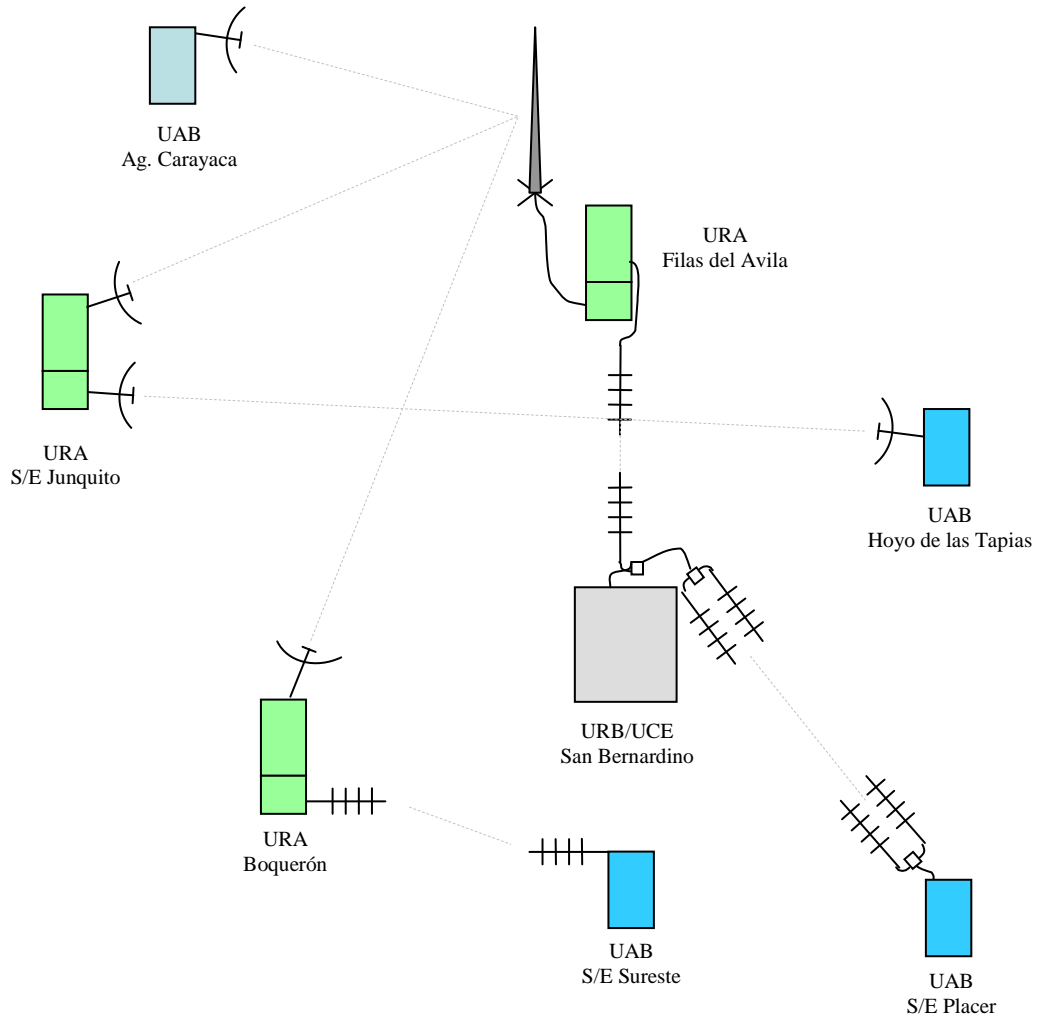 UAB
Ag. Carayaca
URA
Filas del Avila
URA
S/E Junquito
UAB
Hoyo de las Tapias
URB/UCE
San Bernardino
URA
Boquerón
UAB
S/E Sureste
UAB
S/E Placer